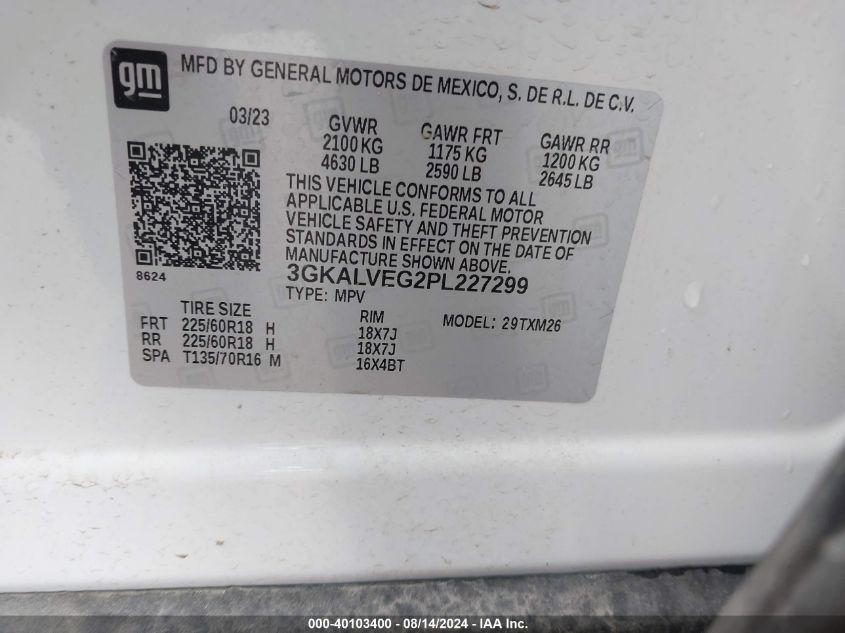 gm
MFD BY GENERAL MOTORS DE MEXICO, S. DE R.L. DE C.V.
03/23
GVWR GAWR FRT GAWR RR
2100 KG 1175 KG 1200 KG
4630 LB 2590 LB 2645 LB
THIS VEHICLE CONFORMS TO ALL
APPLICABLE U.S. FEDERAL MOTOR
VEHICLE SAFETY AND THEFT PREVENTION
STANDARDS IN EFFECT ON THE DATE OF
MANUFACTURE SHOWN ABOVE.
8624
3GKALVEG2PL227299
TYPE: MPV
TIRE SIZE RIM MODEL: 29TXM26
FRT 225/60R18 H 18X7J
RR 225/60R18 H 18X7J
SPA T135/70R16 M 16X4BT
000-40103400 - 08/14/2024 - IAA, Inc.